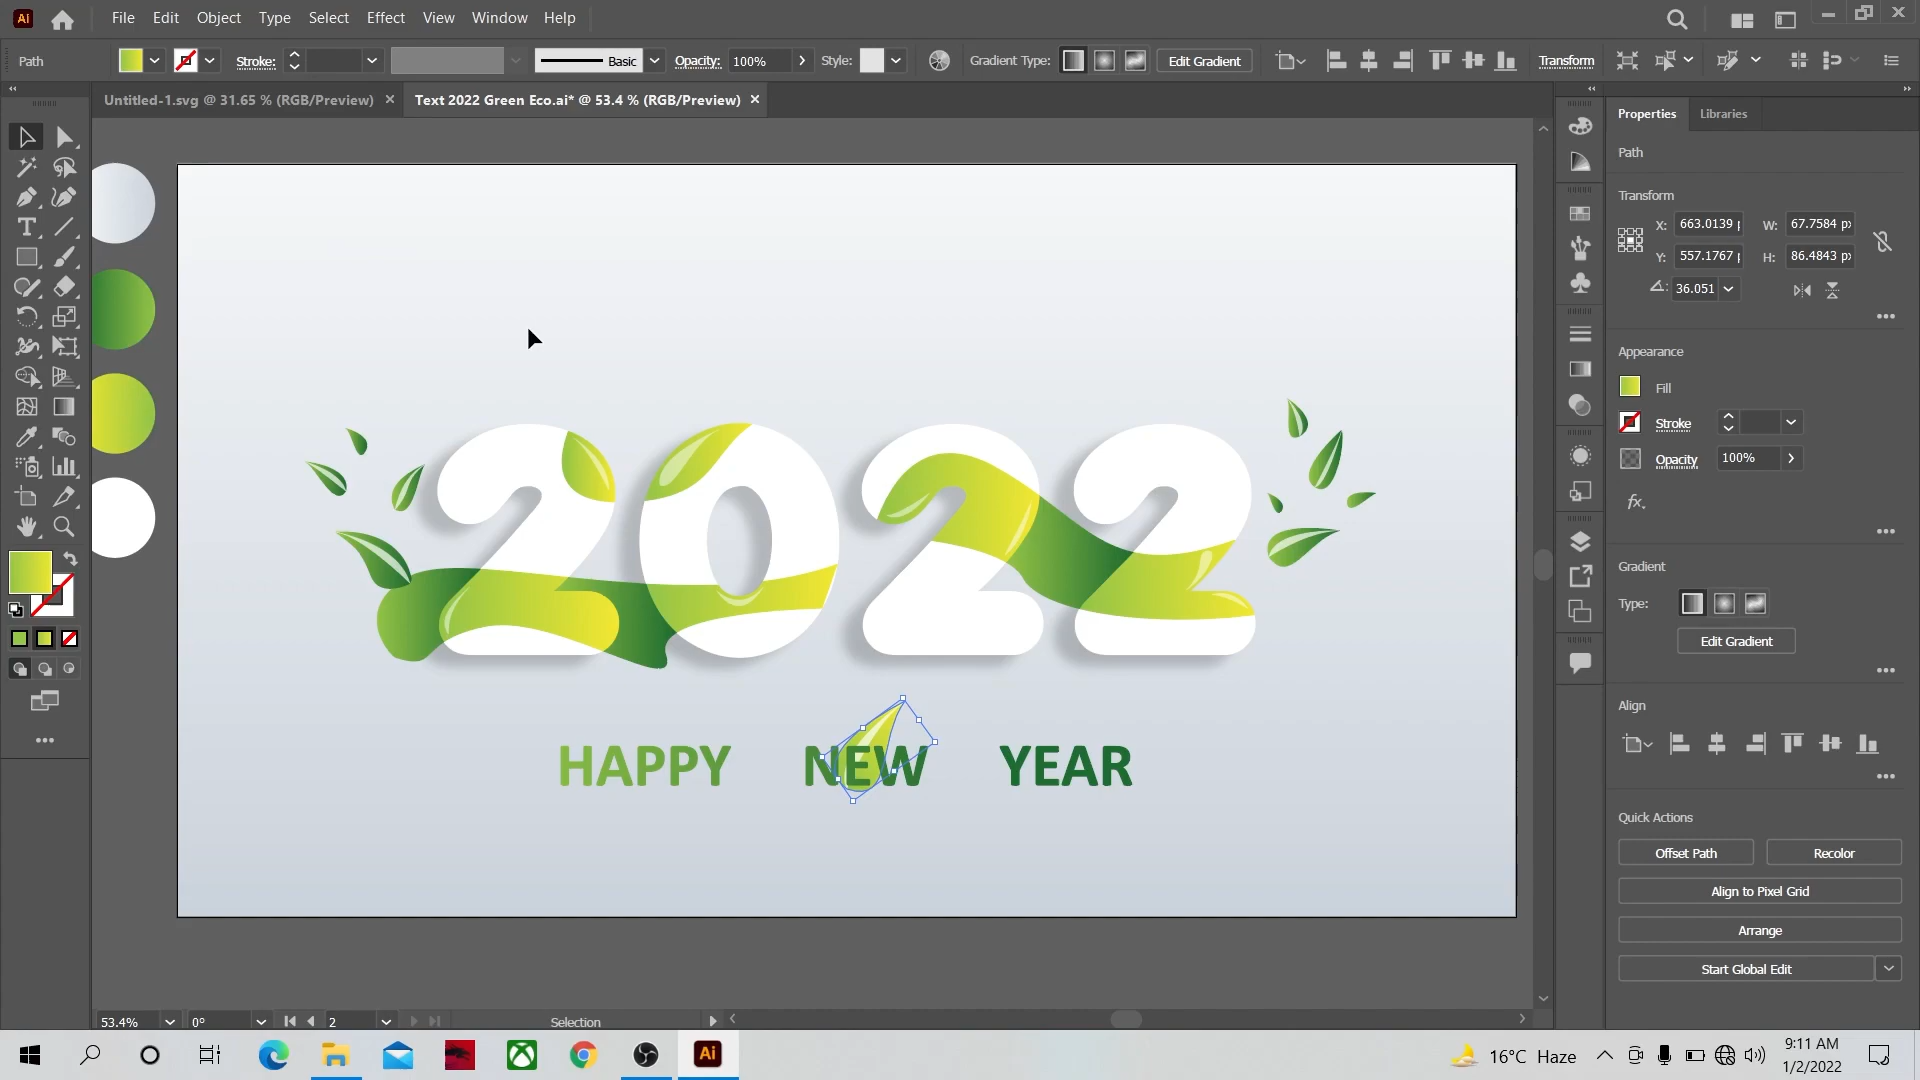 Ai File Edit Object Type Select Effect View Window Help
Path Stroke: Basic Opacity: 100% Style: Gradient Type: Edit Gradient Transform
Untitled-1.svg @ 31.65 % (RGB/Preview) × Text 2022 Green Eco.ai* @ 53.4 % (RGB/Preview) ×
Properties Libraries
Path
Transform
X: 663.0139 W: 67.7584 px
Y: 557.1767 H: 86.4843 px
36.051
Appearance
Fill
Stroke
Opacity 100%
fx.
Gradient
Type:
Edit Gradient
Align
Quick Actions
Offset Path Recolor
Align to Pixel Grid
Arrange
Start Global Edit
2022
HAPPY NEW YEAR
53.4% 0° 2 Selection
Ai 16°C Haze 9:11 AM
1/2/2022